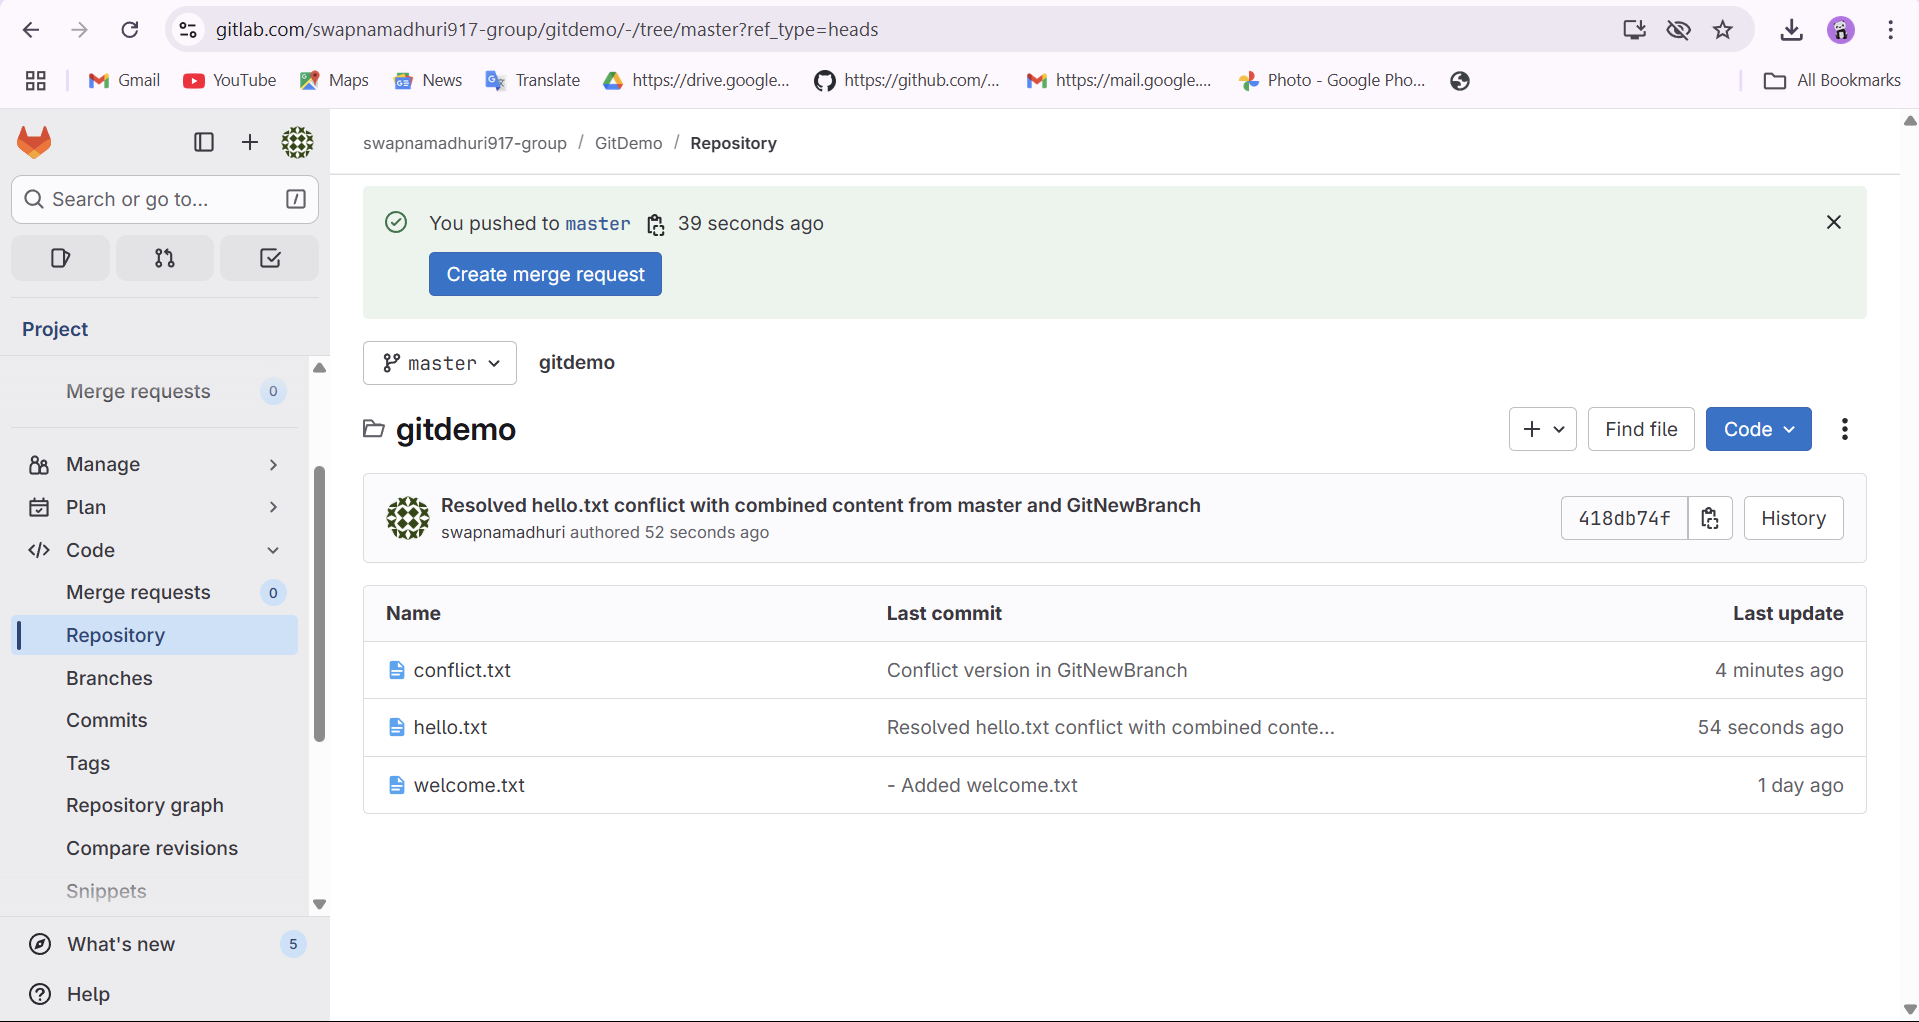 gitlab.com/swapnamadhuri917-group/gitdemo/-/tree/master?ref_type=heads
Gmail
YouTube
Maps
News
Translate
https://drive.google...
https://github.com/...
https://mail.google....
Photo - Google Pho...
All Bookmarks
Search or go to...
/
Project
Merge requests 0
Manage
Plan
Code
Merge requests 0
Repository
Branches
Commits
Tags
Repository graph
Compare revisions
Snippets
What's new 5
Help
swapnamadhuri917-group / GitDemo / Repository
You pushed to master 39 seconds ago
Create merge request
master
gitdemo
gitdemo
Find file
Code
Resolved hello.txt conflict with combined content from master and GitNewBranch
swapnamadhuri authored 52 seconds ago
418db74f
History
Name Last commit Last update
conflict.txt Conflict version in GitNewBranch 4 minutes ago
hello.txt Resolved hello.txt conflict with combined conte... 54 seconds ago
welcome.txt - Added welcome.txt 1 day ago